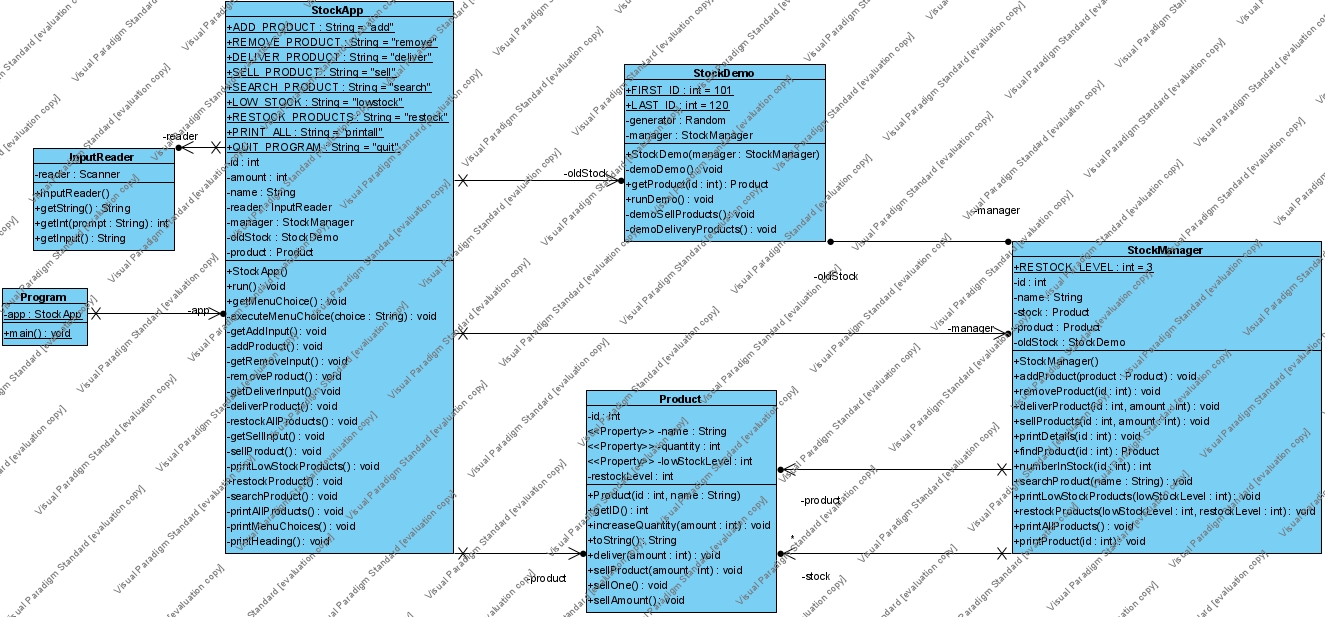 StockApp
+ADD_PRODUCT : String = "add"
+REMOVE_PRODUCT : String = "remove"
+DELIVER_PRODUCT : String = "deliver"
+SELL_PRODUCT : String = "sell"
+SEARCH_PRODUCT : String = "search"
+LOW_STOCK : String = "lowstock"
+RESTOCK_PRODUCTS : String = "restock"
+PRINT_ALL : String = "printall"
+QUIT_PROGRAM : String = "quit"
-id : int
-amount : int
-name : String
-reader : InputReader
-manager : StockManager
-oldStock : StockDemo
-product : Product
+StockApp()
+run() : void
+getMenuChoice() : void
-executeMenuChoice(choice : String) : void
-getAddInput() : void
-addProduct() : void
-getRemoveInput() : void
-removeProduct() : void
-getDeliverInput() : void
-deliverProduct() : void
-restockAllProducts() : void
-getSellInput() : void
-sellProduct() : void
-printLowStockProducts() : void
+restockProduct() : void
-searchProduct() : void
-printAllProducts() : void
-printMenuChoices() : void
-printHeading() : void
-reader
InputReader
-reader : Scanner
+InputReader()
+getString() : String
+getInt(prompt : String) : int
+getInput() : String
Program
-app : StockApp
+main() : void
-app
-oldStock
StockDemo
+FIRST_ID : int = 101
+LAST_ID : int = 120
-generator : Random
-manager : StockManager
+StockDemo(manager : StockManager)
-demoDemo() : void
+getProduct(id : int) : Product
+runDemo() : void
-demoSellProducts() : void
-demoDeliveryProducts() : void
-manager
-oldStock
-manager
StockManager
+RESTOCK_LEVEL : int = 3
-id : int
-name : String
-stock : Product
-product : Product
-oldStock : StockDemo
+StockManager()
+addProduct(product : Product) : void
+removeProduct(id : int) : void
+deliverProduct(id : int, amount : int) : void
+sellProducts(id : int, amount : int) : void
+printDetails(id : int) : void
+findProduct(id : int) : Product
+numberInStock(id : int) : int
+searchProduct(name : String) : void
+printLowStockProducts(lowStockLevel : int) : void
+restockProducts(lowStockLevel : int, restockLevel : int) : void
+printAllProducts() : void
+printProduct(id : int) : void
Product
-id : int
<<Property>> -name : String
<<Property>> -quantity : int
<<Property>> -lowStockLevel : int
-restockLevel : int
+Product(id : int, name : String)
+getID() : int
+increaseQuantity(amount : int) : void
+toString() : String
+deliver(amount : int) : void
+sellProduct(amount : int) : void
+sellOne() : void
+sellAmount() : void
-product
-product
*
-stock
Visual Paradigm Standard [evaluation copy]